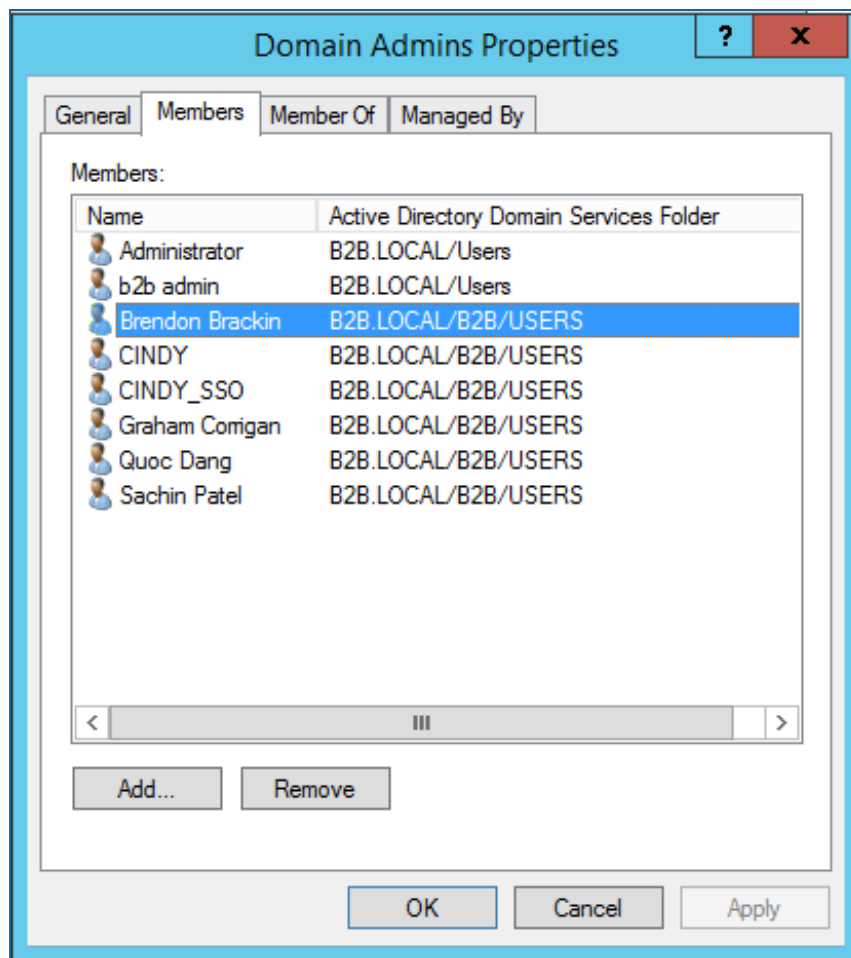 Domain Admins Properties ? x
General Members Member Of Managed By
Members:
Name Active Directory Domain Services Folder
Administrator B2B.LOCAL/Users
b2b admin B2B.LOCAL/Users
Brendon Brackin B2B.LOCAL/B2B/USERS
CINDY B2B.LOCAL/B2B/USERS
CINDY_SSO B2B.LOCAL/B2B/USERS
Graham Corrigan B2B.LOCAL/B2B/USERS
Quoc Dang B2B.LOCAL/B2B/USERS
Sachin Patel B2B.LOCAL/B2B/USERS
Add... Remove
OK Cancel Apply